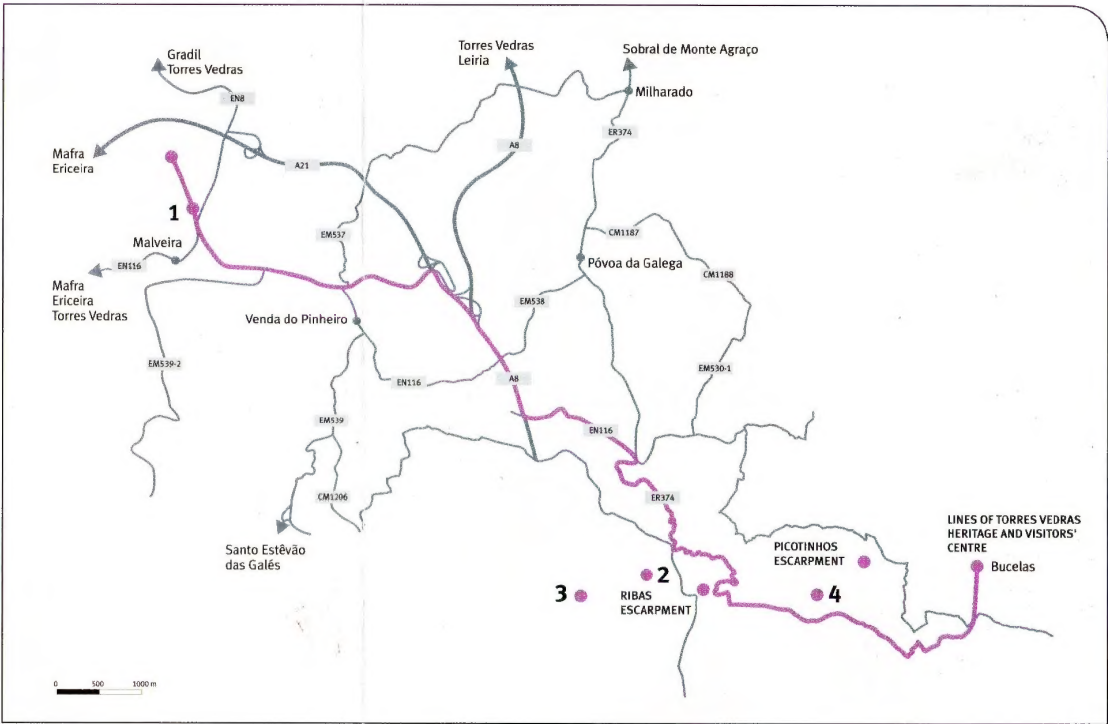 Gradil
Torres Vedras
Torres Vedras
Leiria
Sobral de Monte Agraço
Milharado
EN8
ER374
Mafra
Ericeira
A21
A8
1
EM537
CM1187
Malveira
EN116
Póvoa da Galega
CM1188
Mafra
Ericeira
Torres Vedras
EM538
Venda do Pinheiro
EM539-2
EN116
A8
EM530-1
EM539
EN116
CM1206
ER374
LINES OF TORRES VEDRAS
HERITAGE AND VISITORS'
CENTRE
Bucelas
Santo Estêvão
das Galés
PICOTINHOS
ESCARPMENT
2
3
RIBAS
ESCARPMENT
4
0 500 1000 m